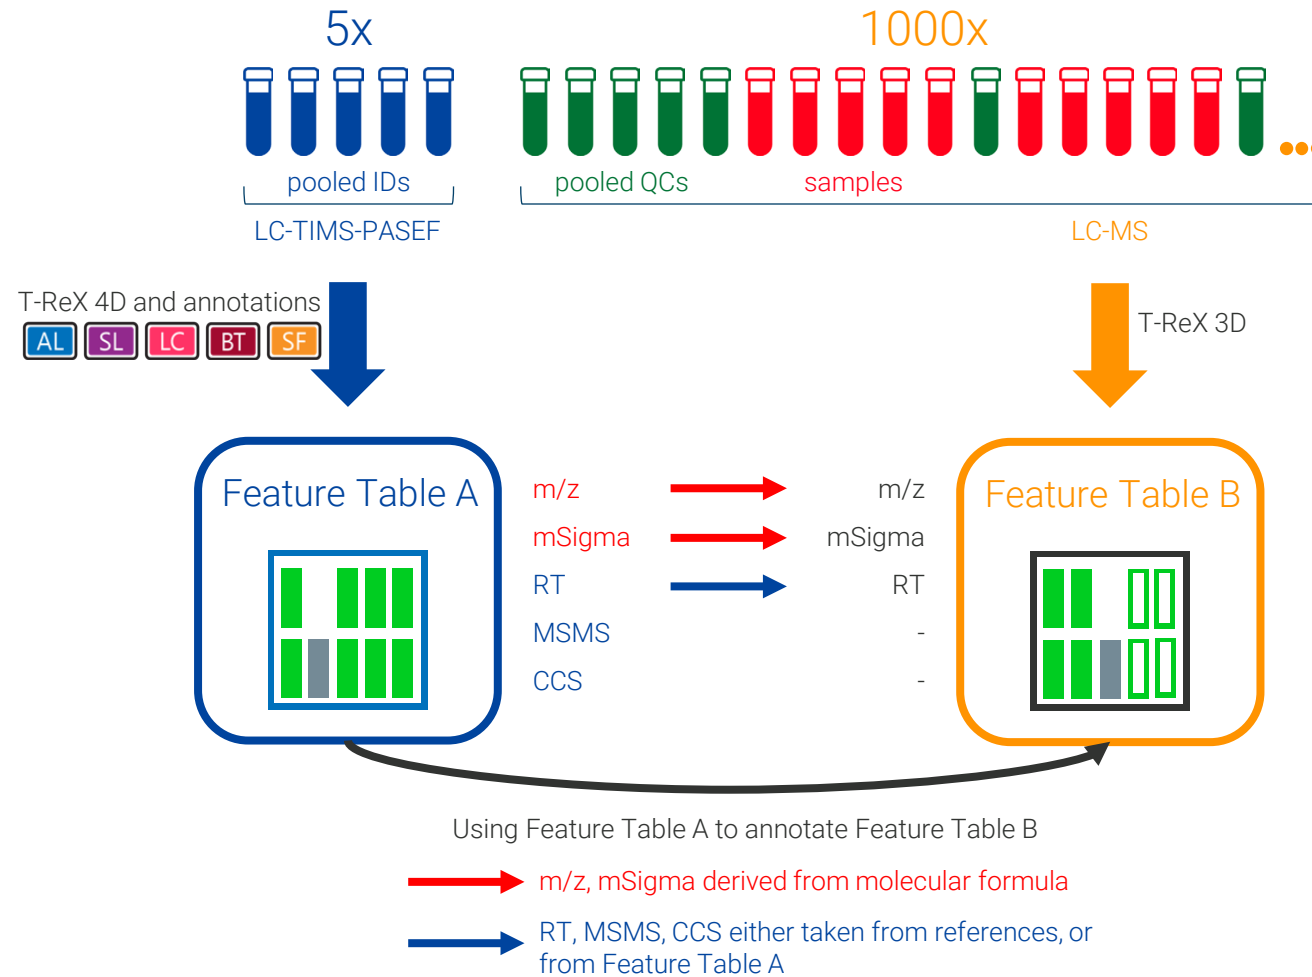 5x
1000x
pooled IDs
pooled QCs
samples
LC-TIMS-PASEF
LC-MS
T-ReX 4D and annotations
AL SL LC BT SF
T-ReX 3D
Feature Table A
Feature Table B
m/z m/z
mSigma mSigma
RT RT
MSMS -
CCS -
Using Feature Table A to annotate Feature Table B
m/z, mSigma derived from molecular formula
RT, MSMS, CCS either taken from references, or
from Feature Table A